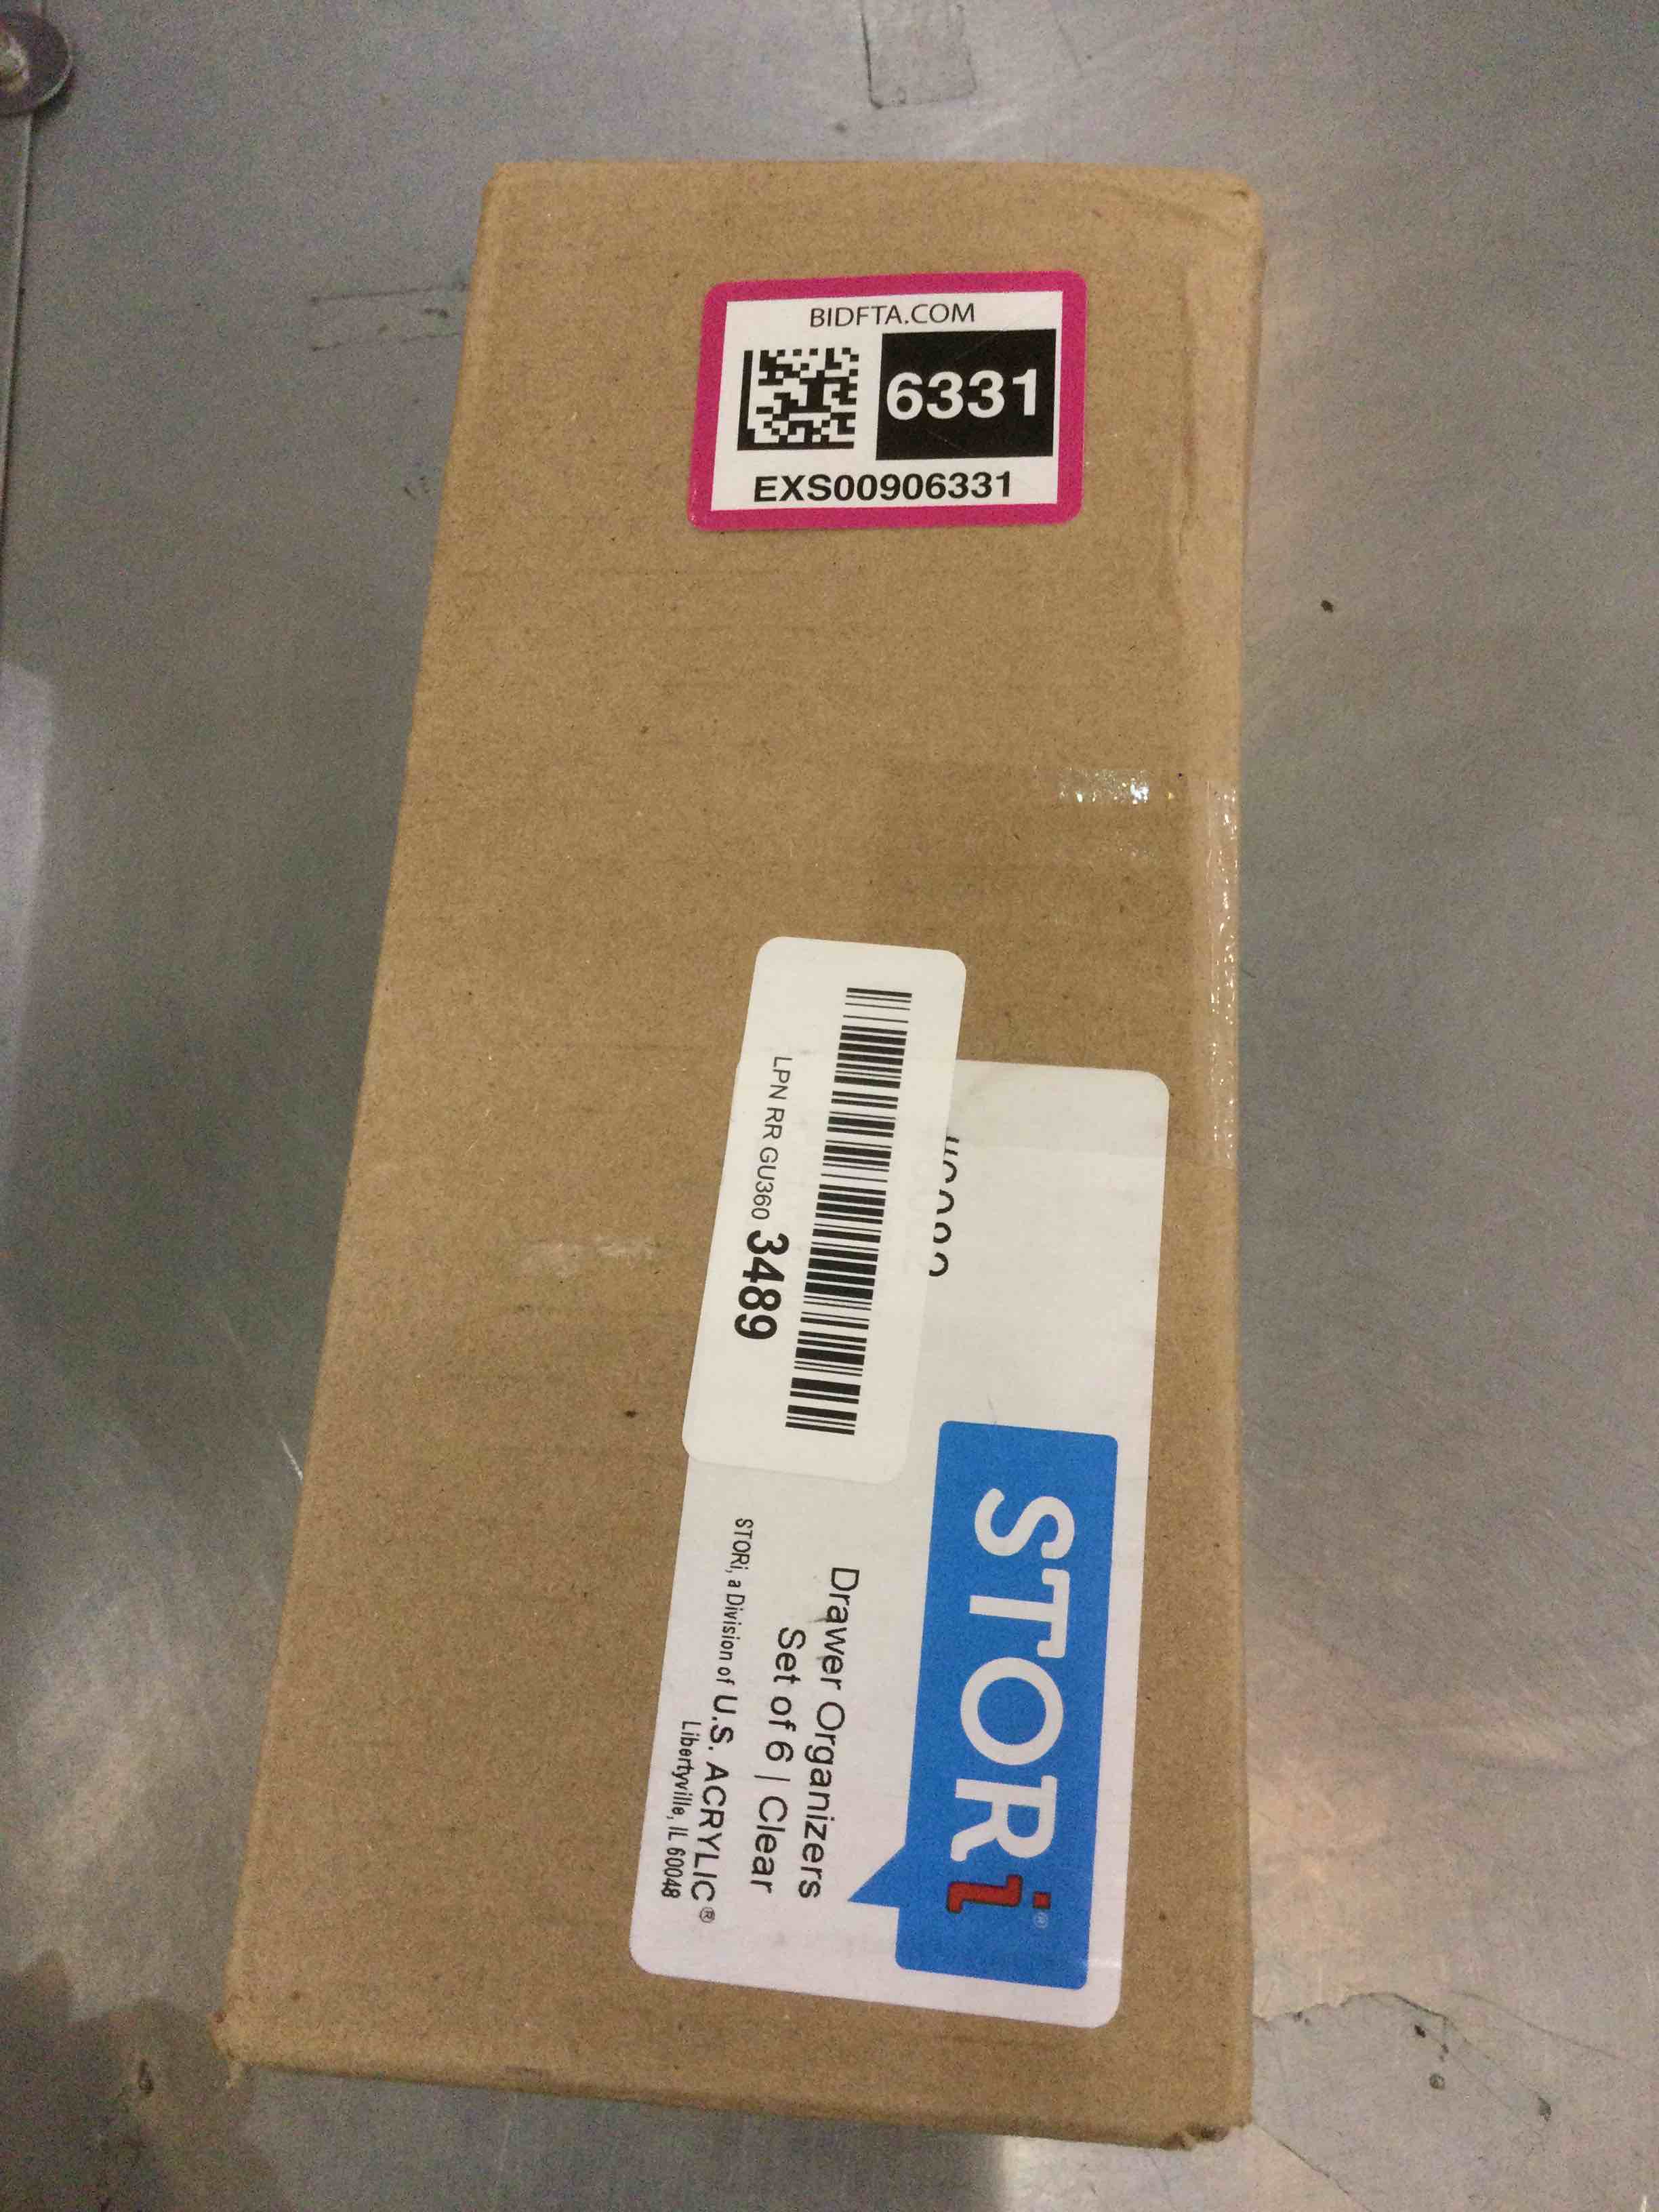 BIDFTA.COM
6331
EXS00906331
LPN RR GU360 3489
STORi®
Drawer Organizers
Set of 6 | Clear
STORi, a Division of U.S. ACRYLIC®
Libertyville, IL 60048